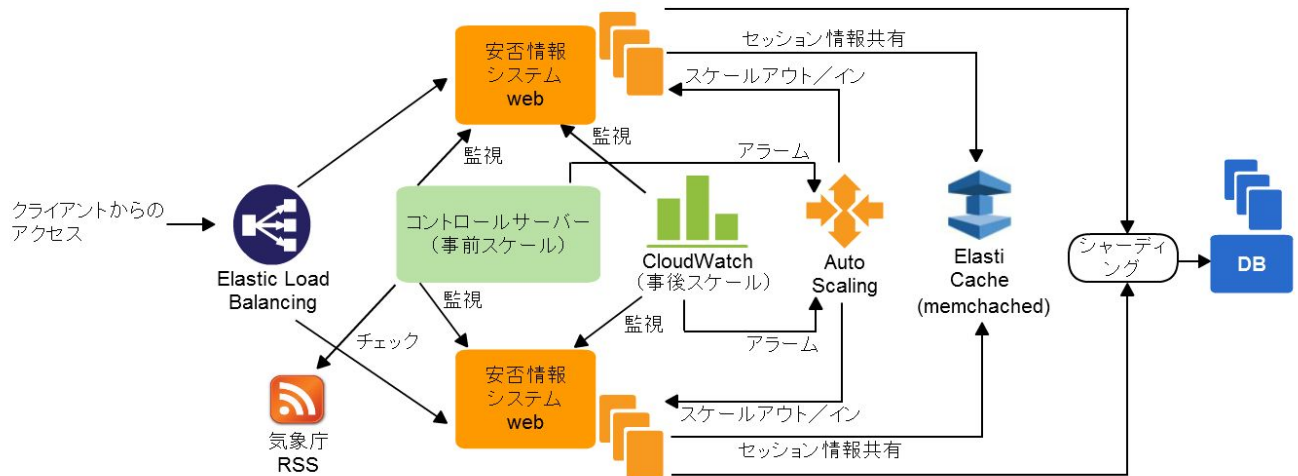 安否情報
システム
web
セッション情報共有
スケールアウト／イン
監視
監視
アラーム
クライアントからの
アクセス
Elastic Load
Balancing
コントロールサーバー
（事前スケール）
CloudWatch
（事後スケール）
Auto
Scaling
Elasti
Cache
(memchached)
シャーディ
ング
DB
監視
監視
アラーム
チェック
気象庁
RSS
安否情報
システム
web
スケールアウト／イン
セッション情報共有